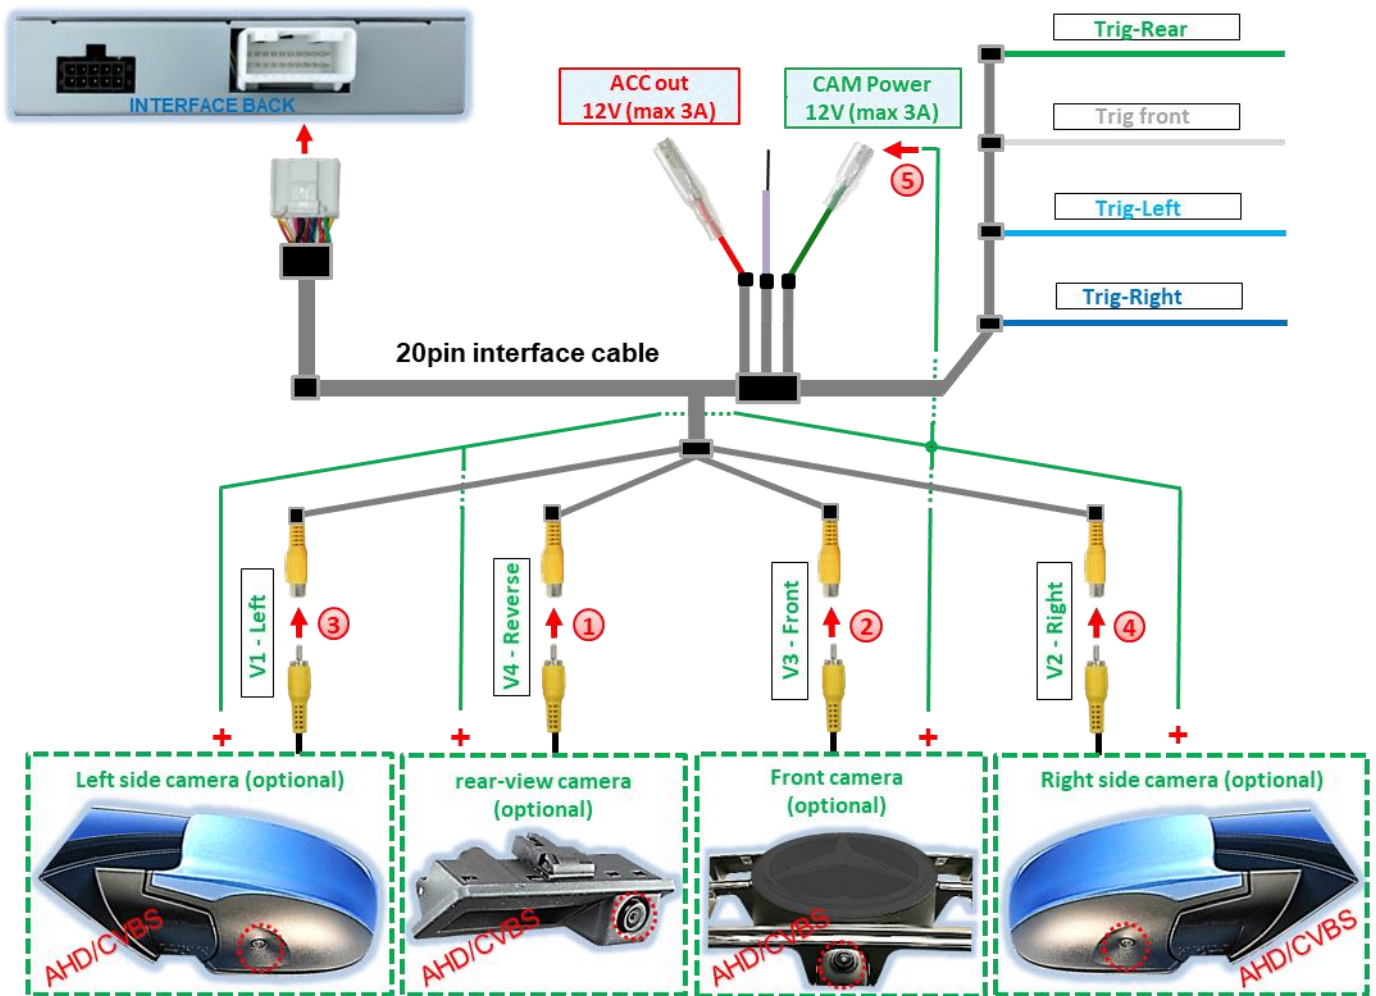 INTERFACE BACK
ACC out
12V (max 3A)
CAM Power
12V (max 3A)
5
Trig-Rear
Trig front
Trig-Left
Trig-Right
20pin interface cable
V1 - Left
3
V4 - Reverse
1
V3 - Front
2
V2 - Right
4
+
+
+
+
Left side camera (optional)
AHD/CVBS
rear-view camera
(optional)
AHD/CVBS
Front camera
(optional)
AHD/CVBS
Right side camera (optional)
AHD/CVBS